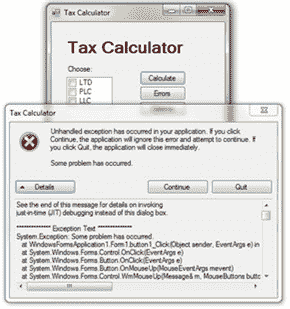 Tax Calculator
Tax Calculator
Choose:
LTD
PLC
LLC
Calculate
Errors
Tax Calculator
Unhandled exception has occurred in your application. If you click
Continue, the application will ignore this error and attempt to continue. If
you click Quit, the application will close immediately.
Some problem has occurred.
Details
Continue
Quit
See the end of this message for details on invoking
just-in-time (JIT) debugging instead of this dialog box.
************** Exception Text **************
System.Exception: Some problem has occurred.
at WindowsFormsApplication1.Form1.button1_Click(Object sender, EventArgs e) in
at System.Windows.Forms.Control.OnClick(EventArgs e)
at System.Windows.Forms.Button.OnClick(EventArgs e)
at System.Windows.Forms.Button.OnMouseUp(MouseEventArgs mevent)
at System.Windows.Forms.Control.WmMouseUp(Message& m, MouseButtons butto